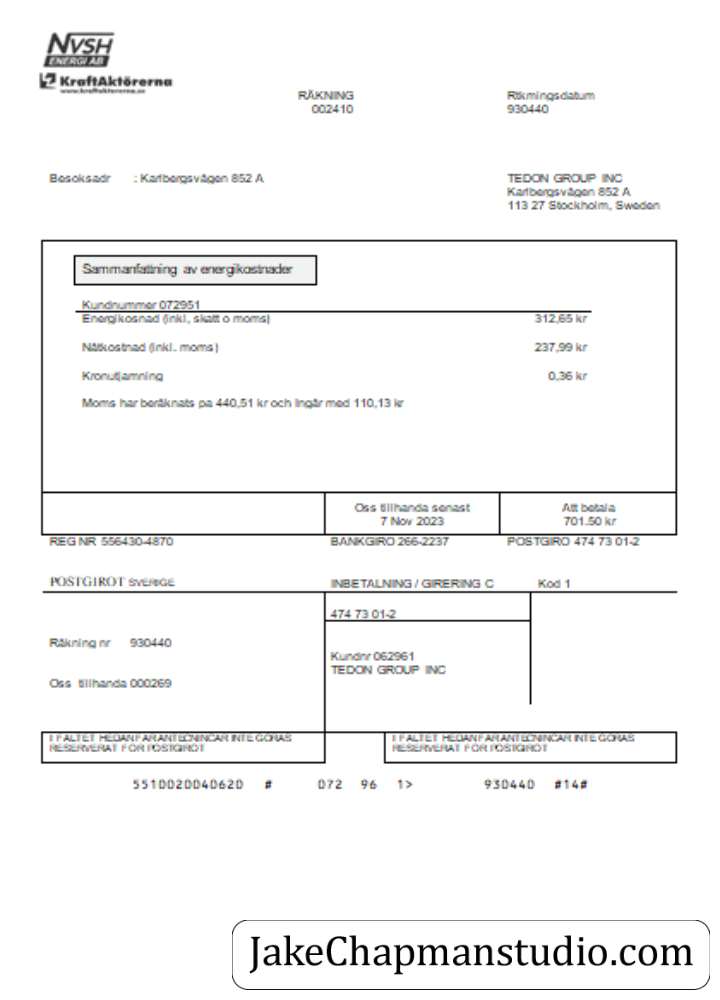 NVSH
ENERGI AB
KraftAktörerna
www.kraftaktorerna.se
RÄKNING
002410
Rtkmingsdatum
930440
Besoksadr : Karlbergsvägen 852 A
TEDON GROUP INC
Karlbergsvägen 852 A
113 27 Stockholm, Sweden
Sammanfattning av energikostnader
Kundnummer 072951
Energikosnad (inkl, skatt o moms) 312,65 kr
Nätkostnad (inkl. moms) 237,99 kr
Kronutjamning 0,36 kr
Moms har beräknats pa 440,51 kr och Ingår med 110,13 kr
Oss tillhanda senast
7 Nov 2023
Att betala
701.50 kr
REG NR 556430-4870 BANKGIRO 266-2237 POSTGIRO 474 73 01-2
POSTGIROT SVERIGE INBETALNING / GIRERING C Kod 1
474 73 01-2
Räkning nr 930440
Kundnr 062961
TEDON GROUP INC
Oss tillhanda 000269
I FALTET HEDAN FAR ANTECNINCAR INTE GORAS
RESERVERAT FOR POSTGIROT
I FALTET HEDAN FAR ANTECNINCAR INTE GORAS
RESERVERAT FOR POSTGIROT
5510020040620 # 072 96 1> 930440 #14#
JakeChapmanstudio.com